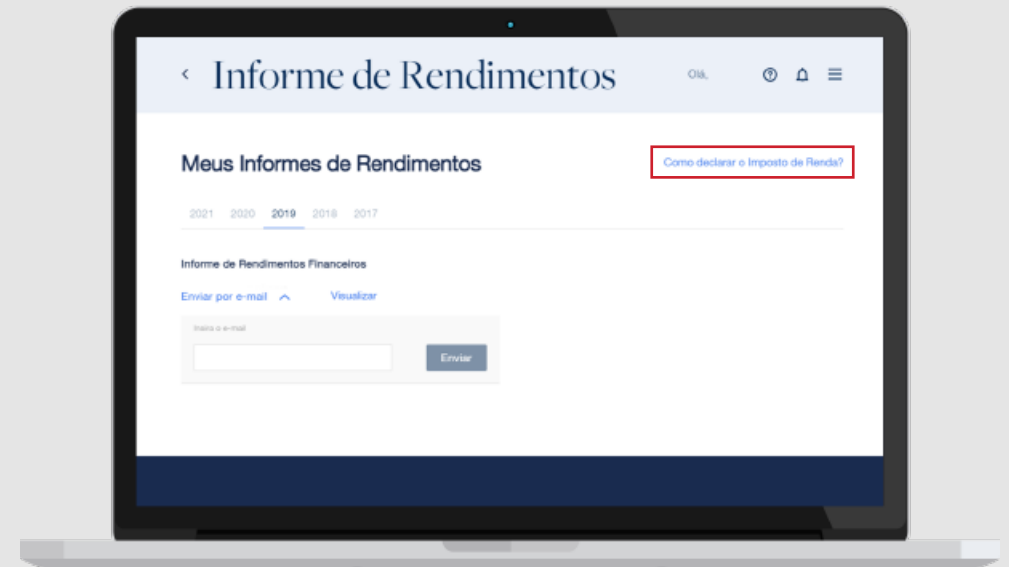 Informe de Rendimentos
Olá,
Meus Informes de Rendimentos
Como declarar o Imposto de Renda?
2021 2020 2019 2018 2017
Informe de Rendimentos Financeiros
Enviar por e-mail Visualizar
Insira o e-mail
Enviar